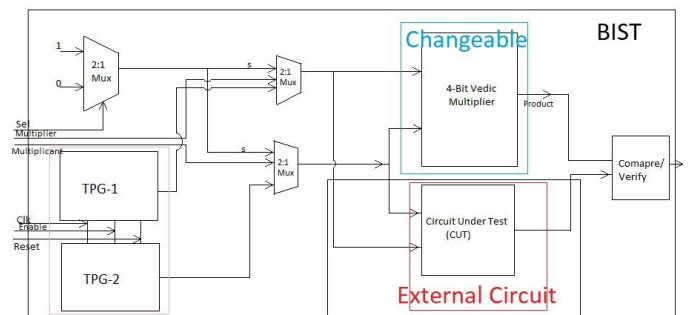 Changeable
BIST
1
2:1
Mux
0
s
2:1
Mux
4-Bit Vedic
Multiplier
Product
Sel
Multiplier
Multiplicant
s
2:1
Mux
Comapre/
Verify
TPG-1
Clk
Enable
Reset
TPG-2
Circuit Under Test
(CUT)
External Circuit